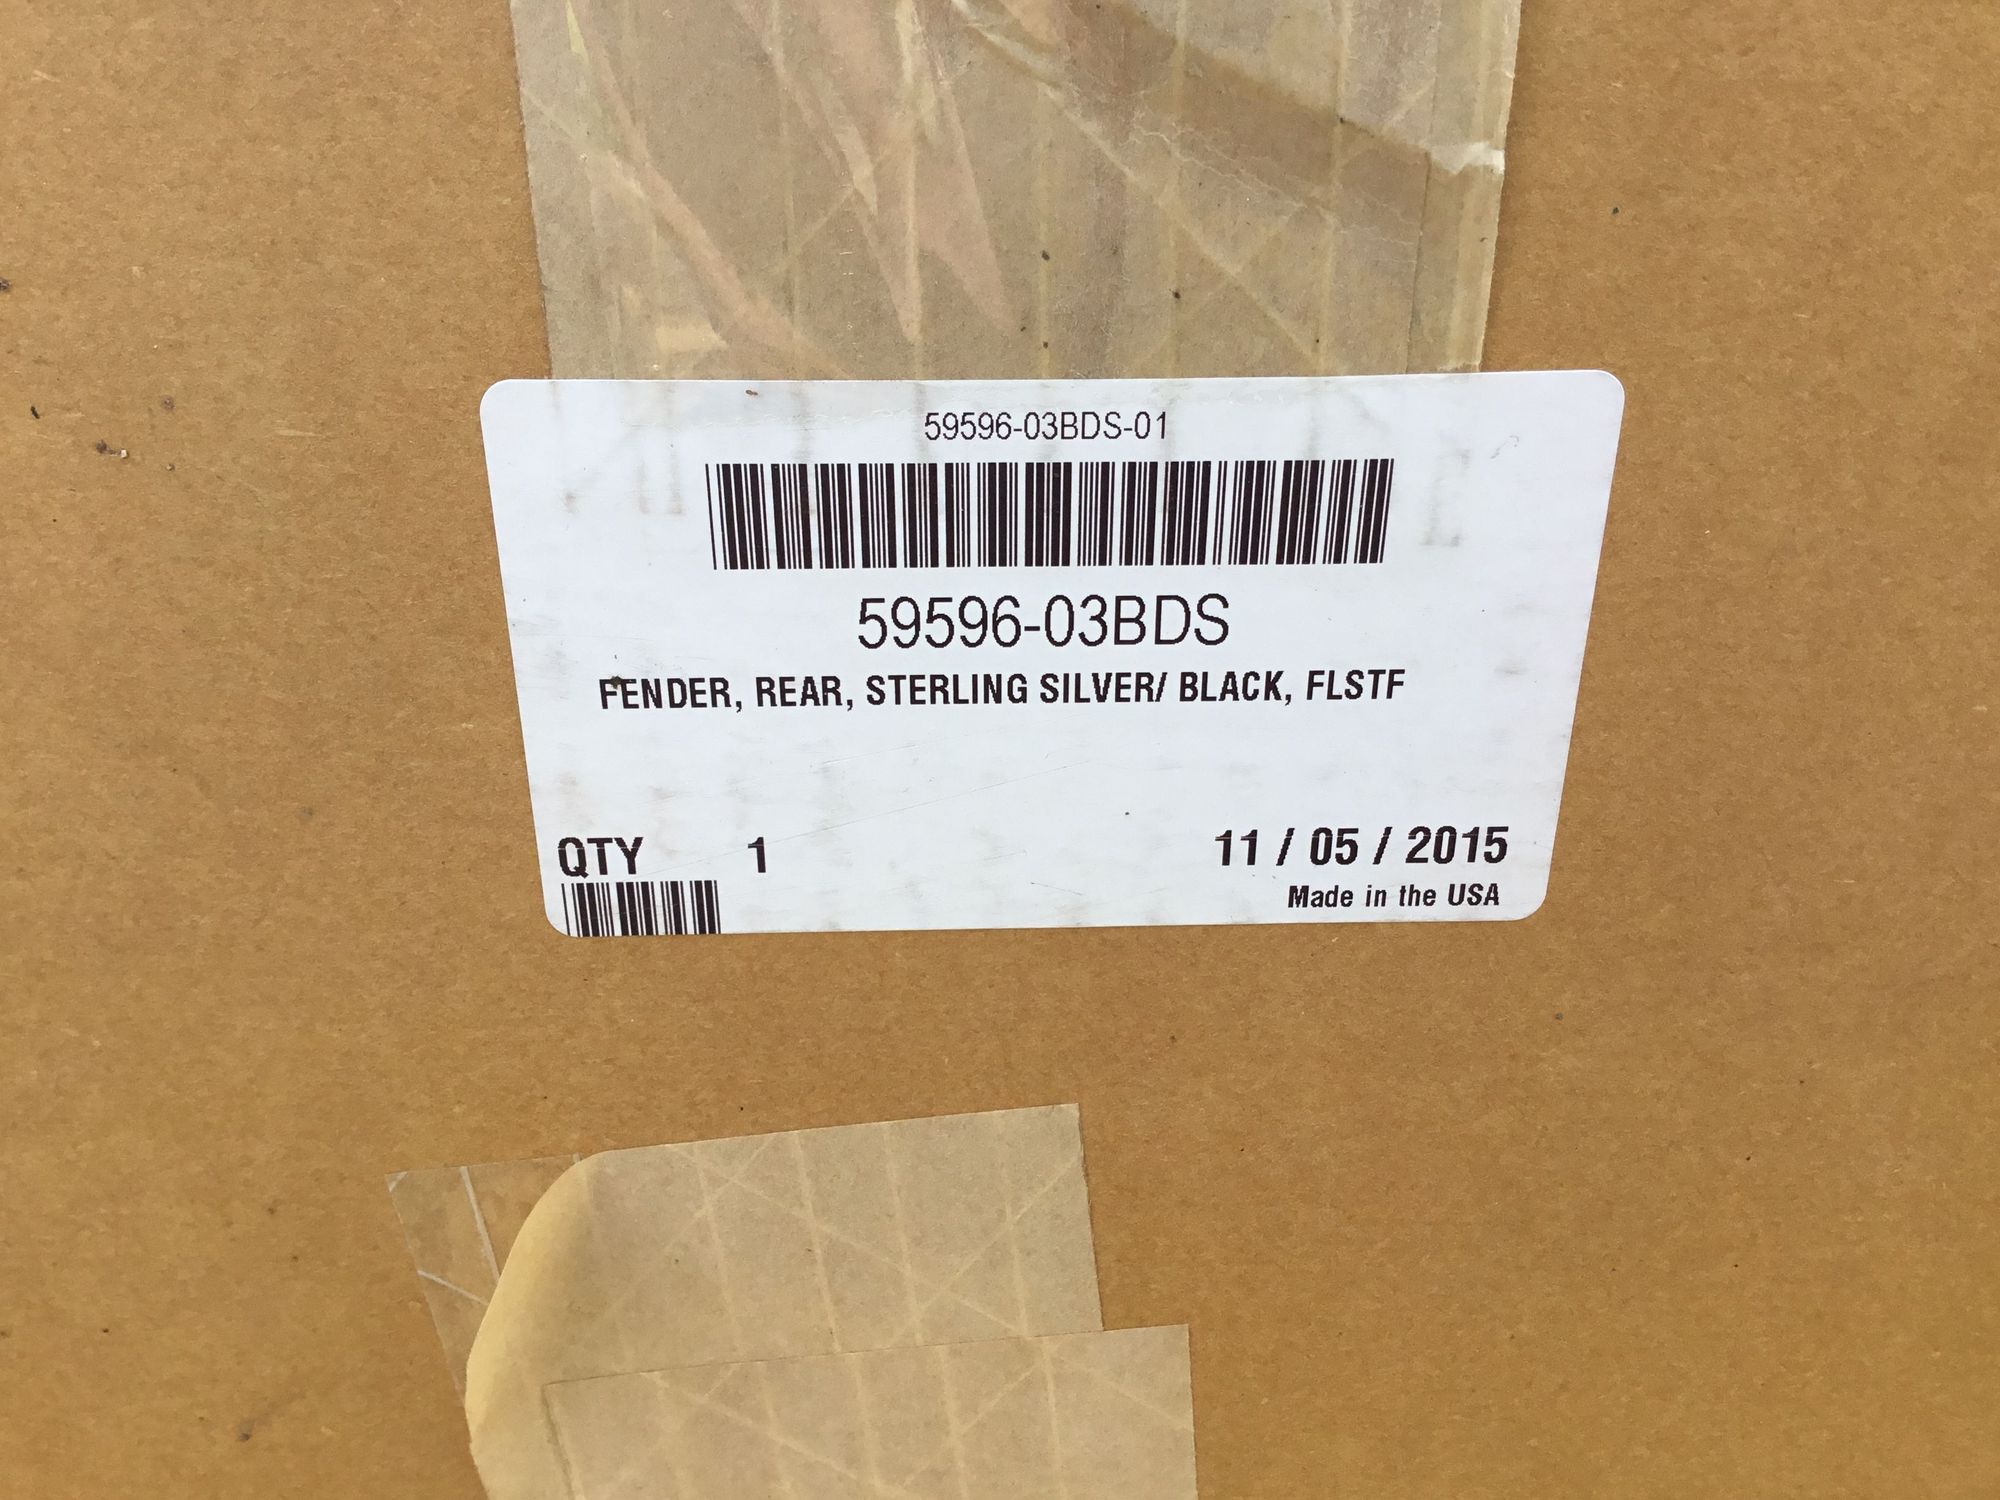 59596-03BDS-01
59596-03BDS
FENDER, REAR, STERLING SILVER/ BLACK, FLSTF
QTY 1
11 / 05 / 2015
Made in the USA